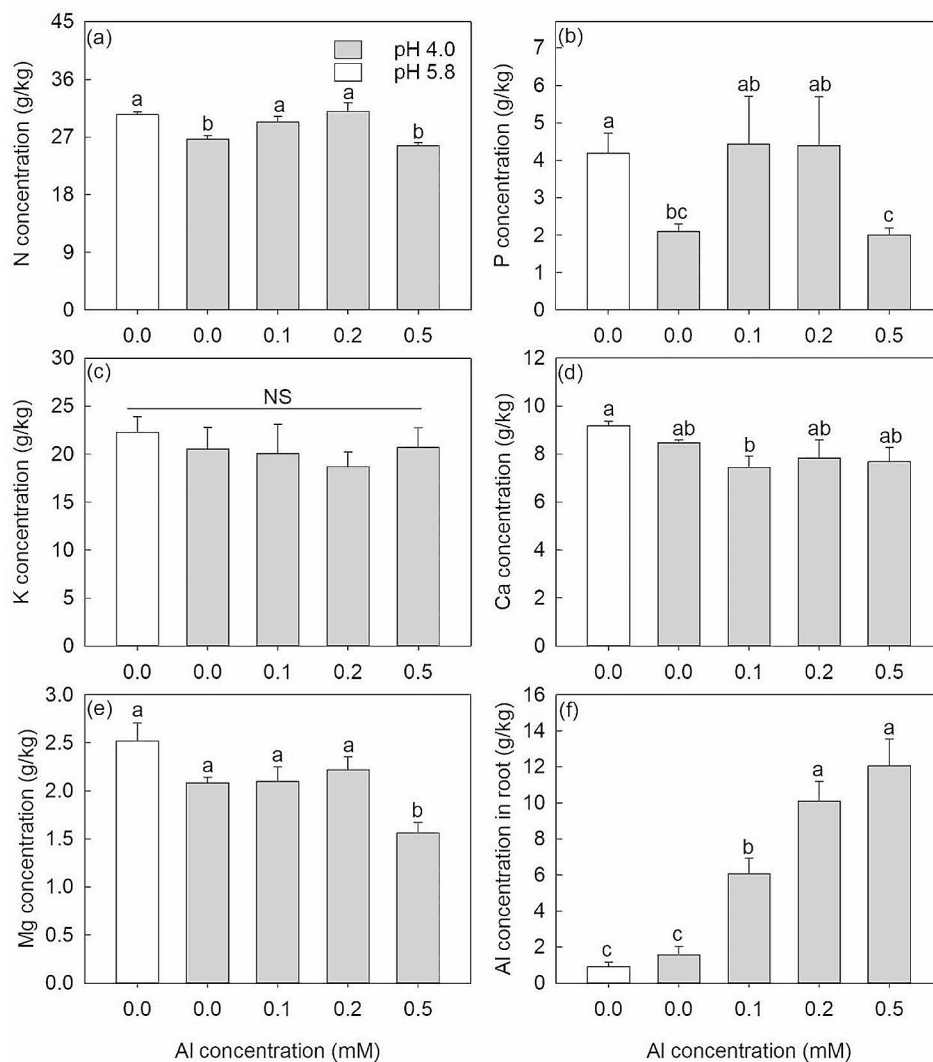 (a)
N concentration (g/kg)
45
36
27
18
9
0
pH 4.0
pH 5.8
a
b
a
a
b
0.0 0.0 0.1 0.2 0.5
(b)
P concentration (g/kg)
7
6
5
4
3
2
1
0
a
bc
ab
ab
c
0.0 0.0 0.1 0.2 0.5
(c)
K concentration (g/kg)
30
25
20
15
10
5
0
NS
0.0 0.0 0.1 0.2 0.5
(d)
Ca concentration (g/kg)
12
10
8
6
4
2
0
a
ab
b
ab
ab
0.0 0.0 0.1 0.2 0.5
(e)
Mg concentration (g/kg)
3.0
2.5
2.0
1.5
1.0
0.5
0.0
a
a
a
a
b
0.0 0.0 0.1 0.2 0.5
Al concentration (mM)
(f)
Al concentration in root (g/kg)
16
14
12
10
8
6
4
2
0
c
c
b
a
a
0.0 0.0 0.1 0.2 0.5
Al concentration (mM)